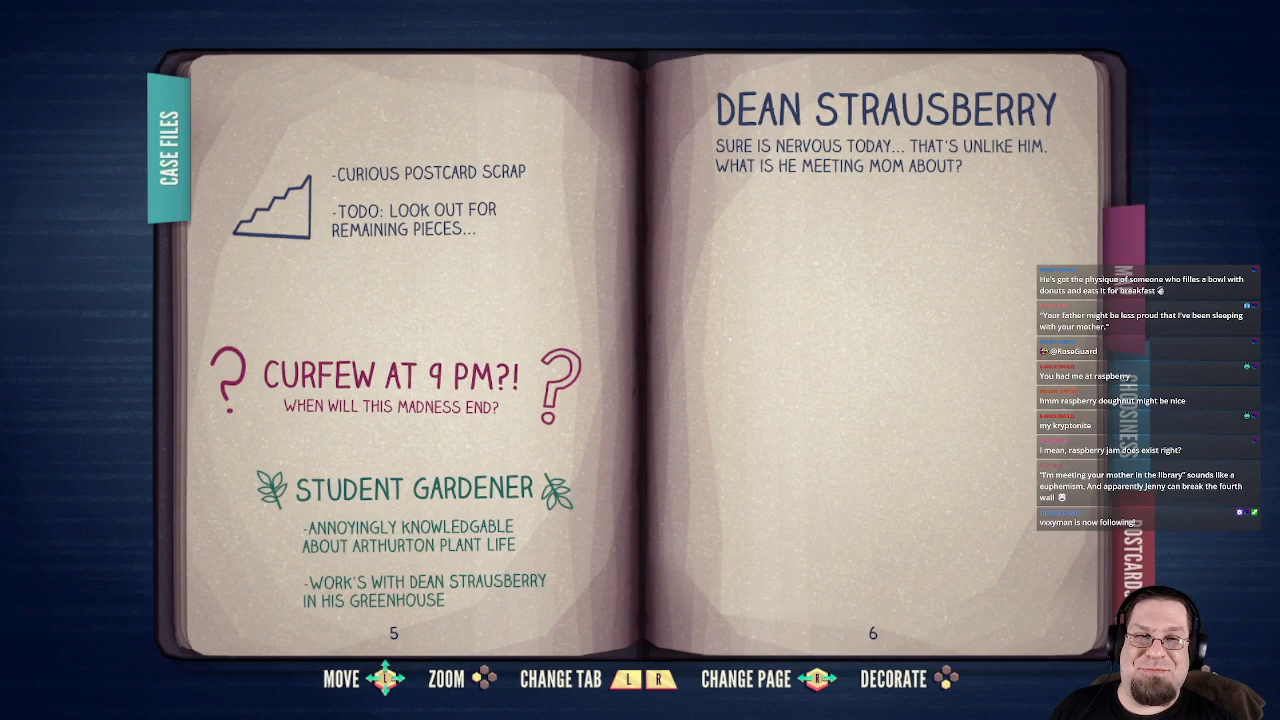 CASE FILES
-CURIOUS POSTCARD SCRAP
-TODO: LOOK OUT FOR
REMAINING PIECES...
? CURFEW AT 9 PM?! ?
WHEN WILL THIS MADNESS END?
STUDENT GARDENER
-ANNOYINGLY KNOWLEDGABLE
ABOUT ARTHURTON PLANT LIFE
-WORK'S WITH DEAN STRAUSBERRY
IN HIS GREENHOUSE
5
DEAN STRAUSBERRY
SURE IS NERVOUS TODAY... THAT'S UNLIKE HIM.
WHAT IS HE MEETING MOM ABOUT?
6
He's got the physique of someone who filles a bowl with
donuts and eats it for breakfast
"Your father might be less proud that I've been sleeping
with your mother."
@RoseGuard
You had me at raspberry
hmm raspberry doughnut might be nice
my kryptonite
I mean, raspberry jam does exist right?
"I'm meeting your mother in the library" sounds like a
euphemism. And apparently Jenny can break the fourth
wall
vxxyman is now following!
MOVE L
ZOOM
CHANGE TAB L R
CHANGE PAGE R
DECORATE